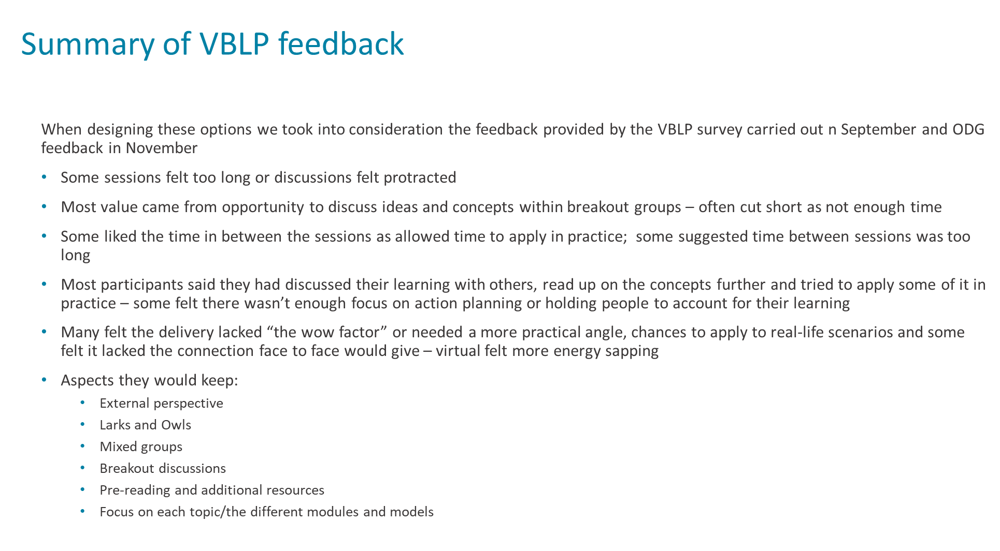 Summary of VBLP feedback
When designing these options we took into consideration the feedback provided by the VBLP survey carried out n September and ODG
feedback in November
• Some sessions felt too long or discussions felt protracted
• Most value came from opportunity to discuss ideas and concepts within breakout groups – often cut short as not enough time
• Some liked the time in between the sessions as allowed time to apply in practice;  some suggested time between sessions was too
long
• Most participants said they had discussed their learning with others, read up on the concepts further and tried to apply some of it in
practice – some felt there wasn’t enough focus on action planning or holding people to account for their learning
• Many felt the delivery lacked “the wow factor” or needed a more practical angle, chances to apply to real-life scenarios and some
felt it lacked the connection face to face would give – virtual felt more energy sapping
• Aspects they would keep:
• External perspective
• Larks and Owls
• Mixed groups
• Breakout discussions
• Pre-reading and additional resources
• Focus on each topic/the different modules and models